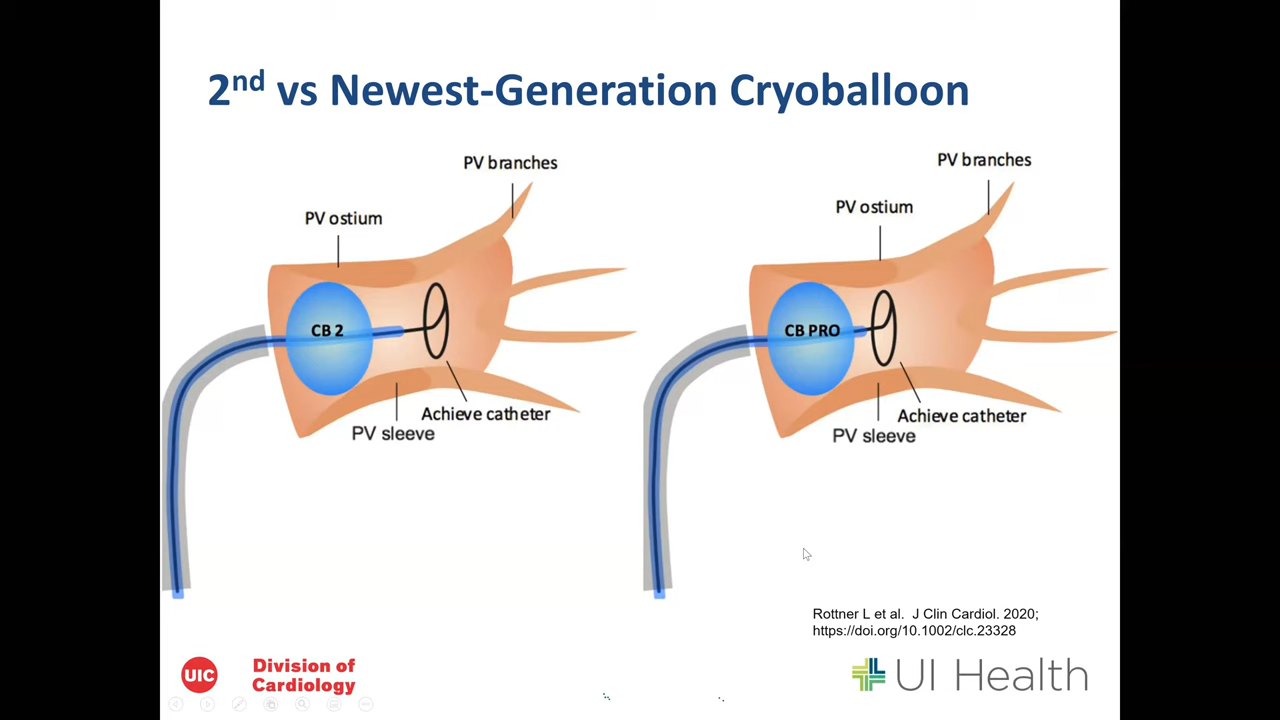 2nd vs Newest-Generation Cryoballoon
PV branches
PV ostium
CB 2
Achieve catheter
PV sleeve
PV branches
PV ostium
CB PRO
Achieve catheter
PV sleeve
Rottner L et al.  J Clin Cardiol. 2020;
https://doi.org/10.1002/clc.23328
UIC
Division of
Cardiology
UI Health